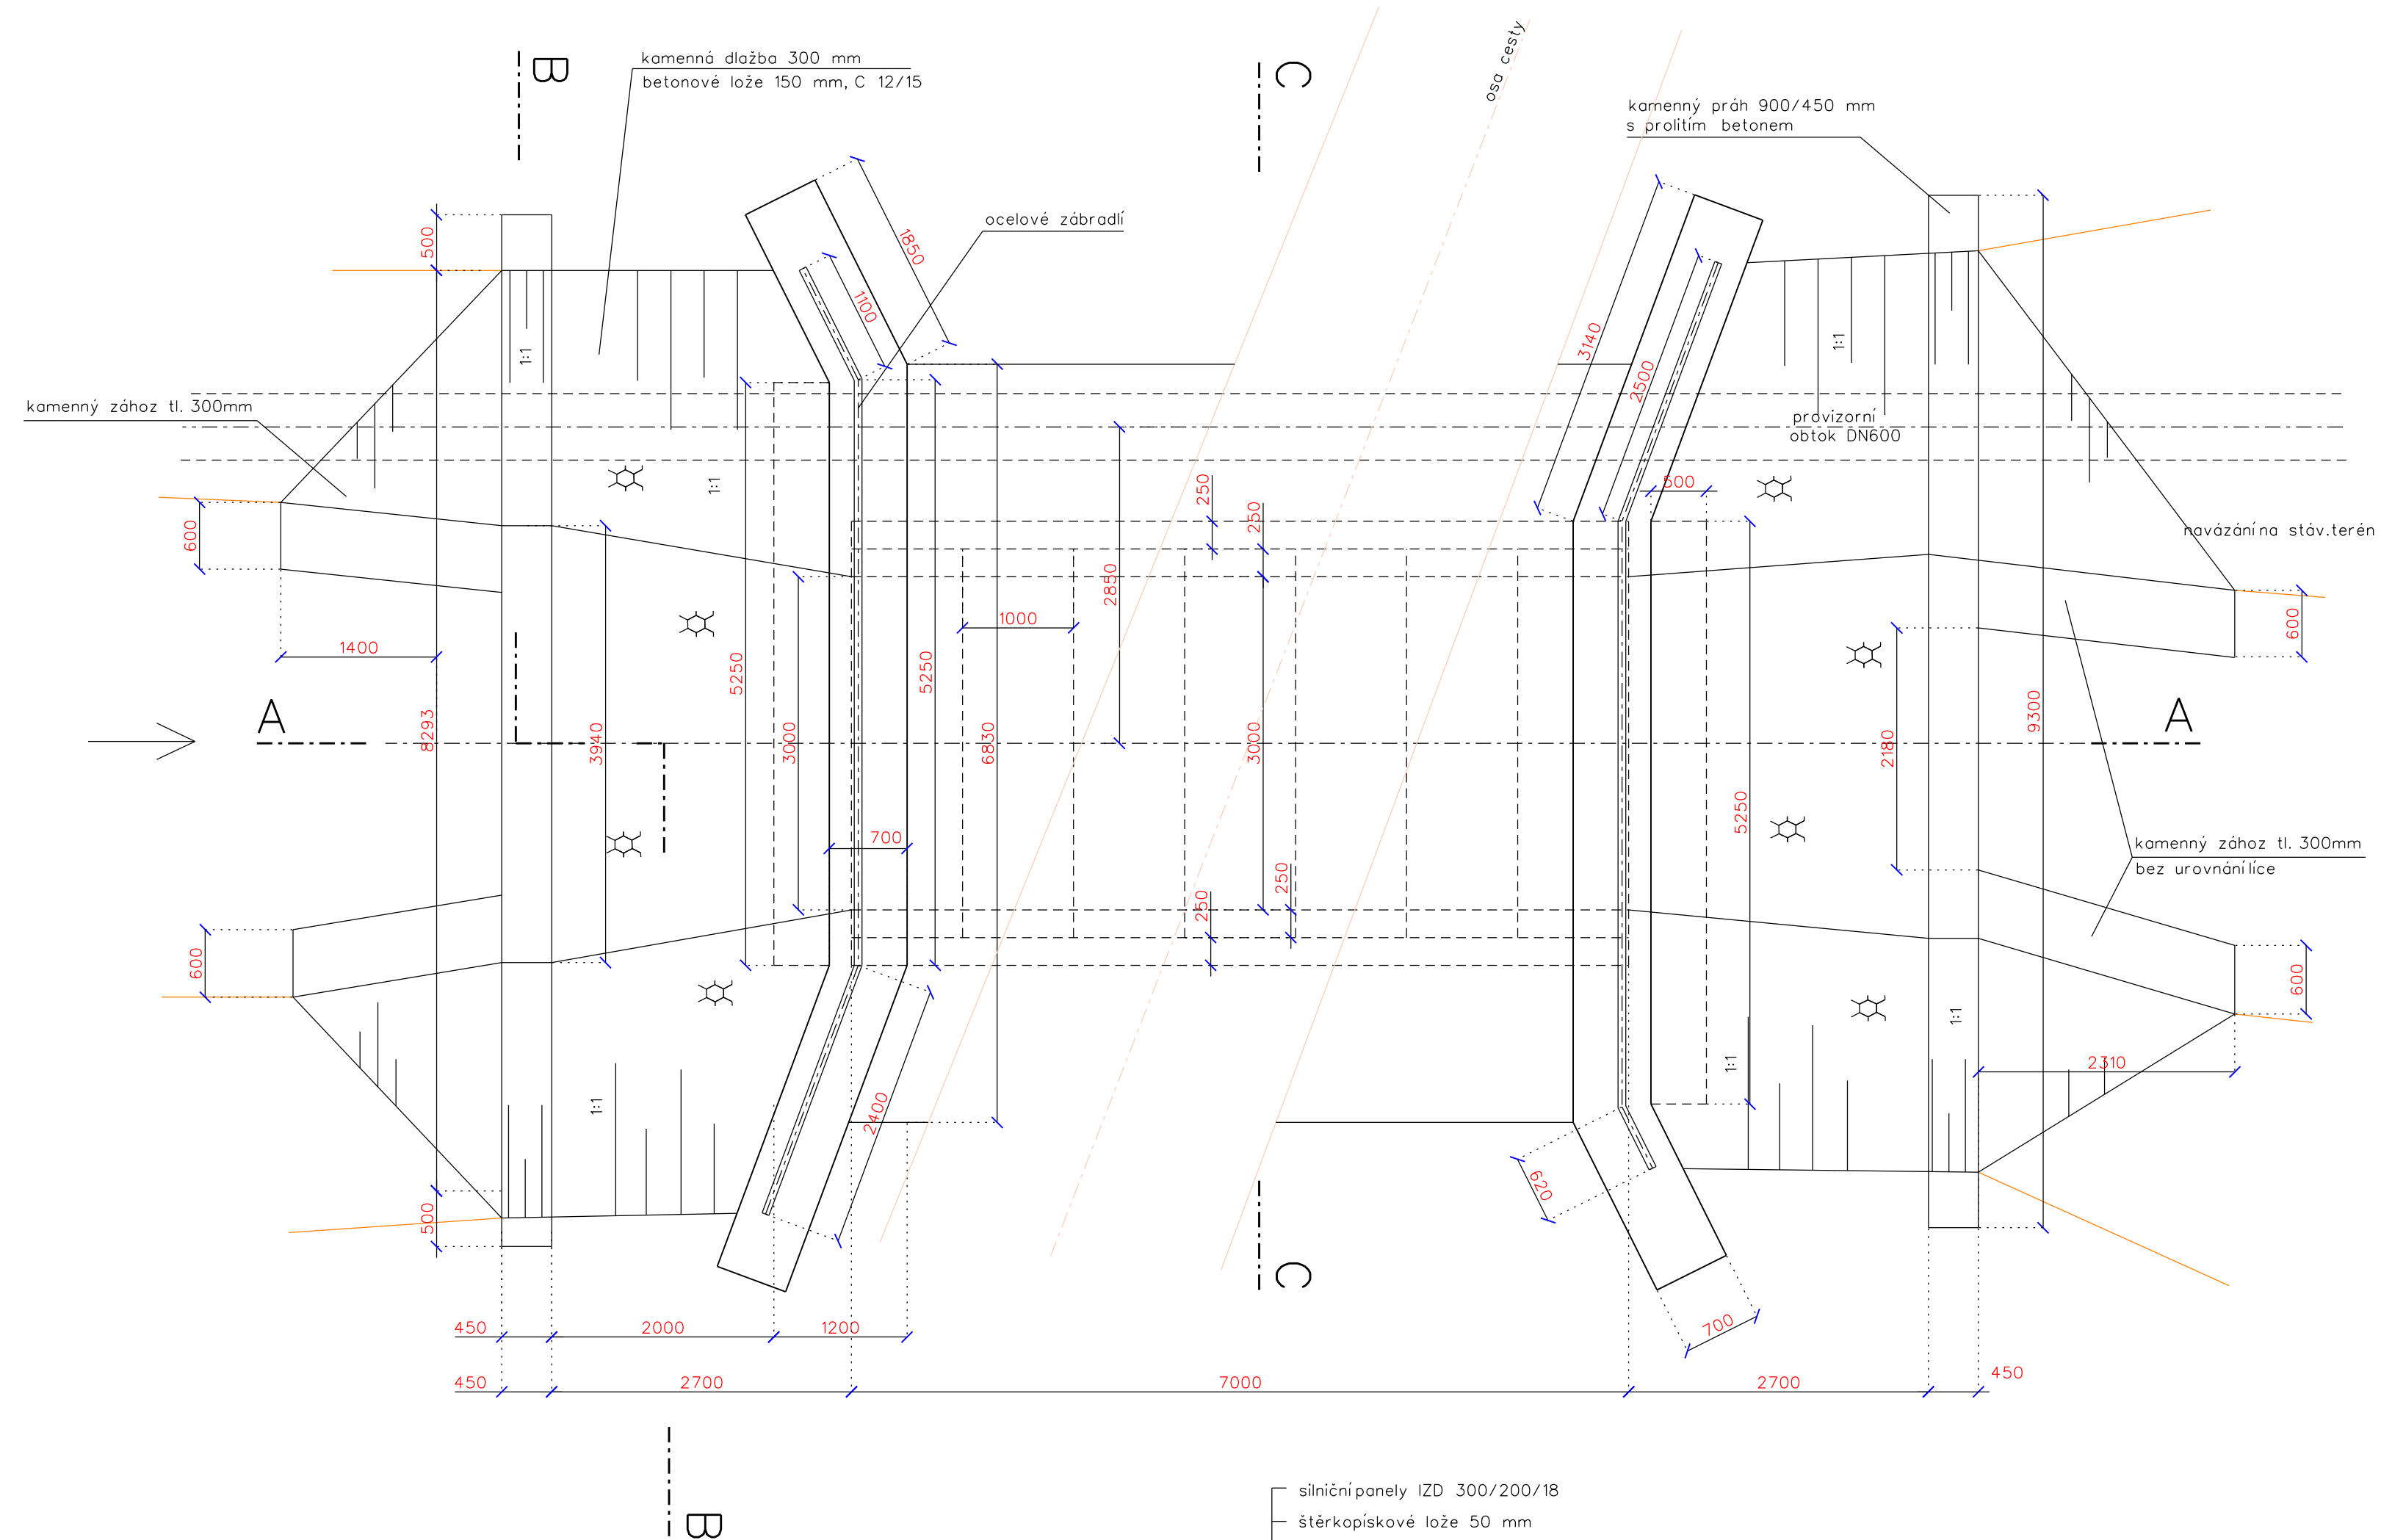 B
kamenná dlažba 300 mm
betonové lože 150 mm, C 12/15
C
osa cesty
kamenný práh 900/450 mm
s prolitím betonem
ocelové zábradlí
500
1850
1100
3140
2500
1:1
1:1
kamenný zához tl. 300mm
provizorní
obtok DN600
1:1
250
250
500
600
navázání na stáv.terén
2850
1000
600
1400
5250
5250
A
8293
3940
3000
6830
3000
2180
9300
A
700
5250
kamenný zához tl. 300mm
bez urovnání líce
250
250
600
600
1:1
1:1
1:1
2310
2400
620
500
C
450
2000
1200
700
450
2700
7000
2700
450
B
silniční panely IZD 300/200/18
štěrkopískové lože 50 mm